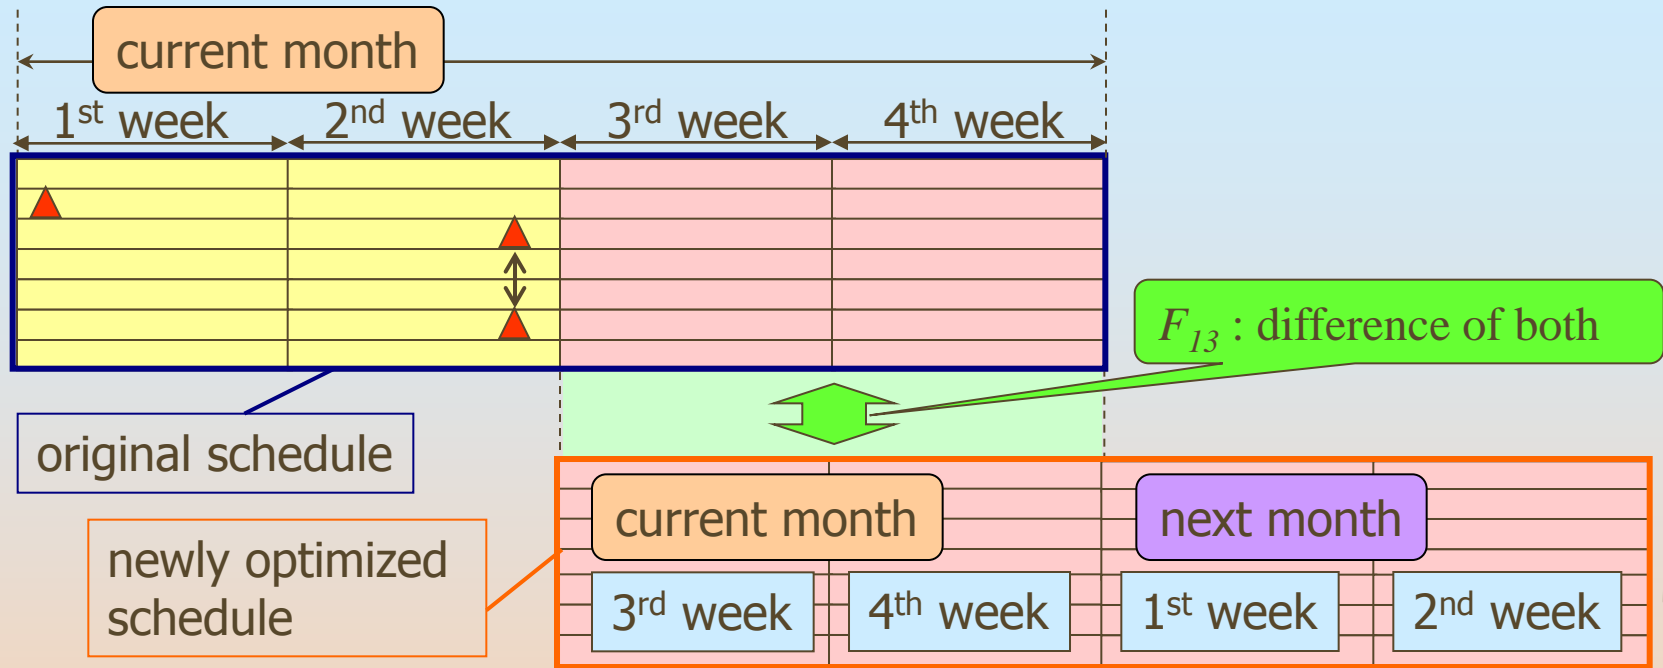 current month
1st week 2nd week 3rd week 4th week
F13 : difference of both
original schedule
current month next month
newly optimized
schedule
3rd week 4th week 1st week 2nd week